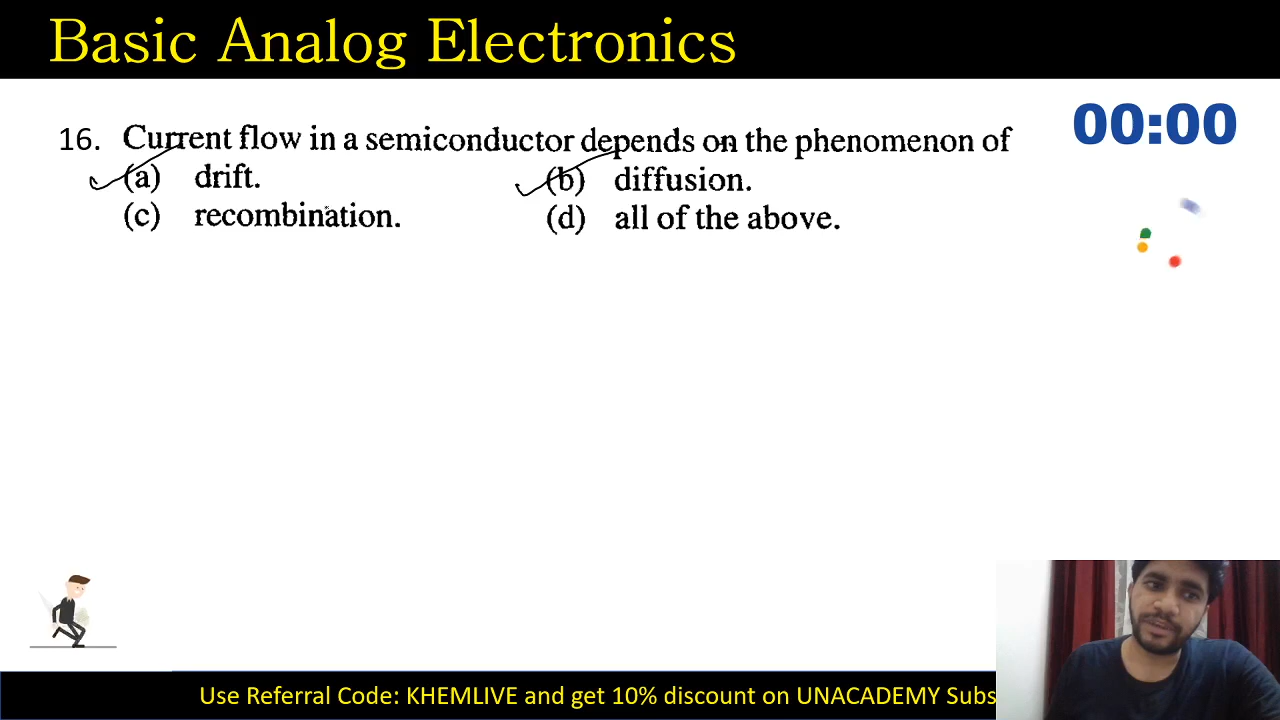 Basic Analog Electronics
00:00
16. Current flow in a semiconductor depends on the phenomenon of
(a) drift. (b) diffusion.
(c) recombination. (d) all of the above.
Use Referral Code: KHEMLIVE and get 10% discount on UNACADEMY Subs